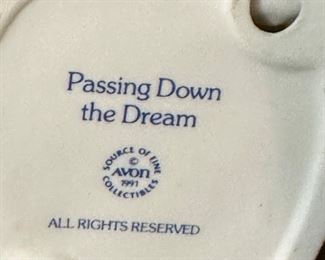 Passing Down
the Dream
SOURCE OF FINE
©
AVON
1991
COLLECTIBLES
ALL RIGHTS RESERVED